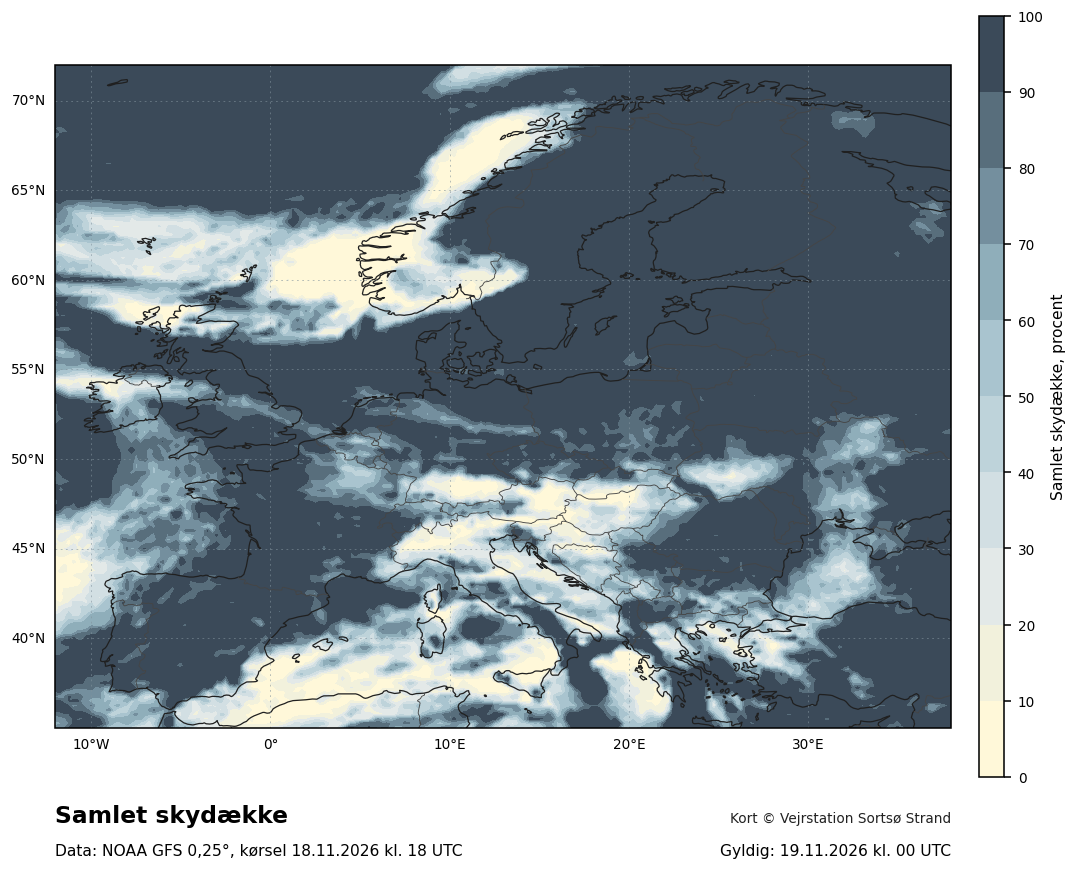 70°N
65°N
60°N
55°N
50°N
45°N
40°N
10°W
0°
10°E
20°E
30°E
100
90
80
70
60
50
40
30
20
10
0
Samlet skydække, procent
Samlet skydække
Kort © Vejrstation Sortsø Strand
Data: NOAA GFS 0,25°, kørsel 18.11.2026 kl. 18 UTC
Gyldig: 19.11.2026 kl. 00 UTC